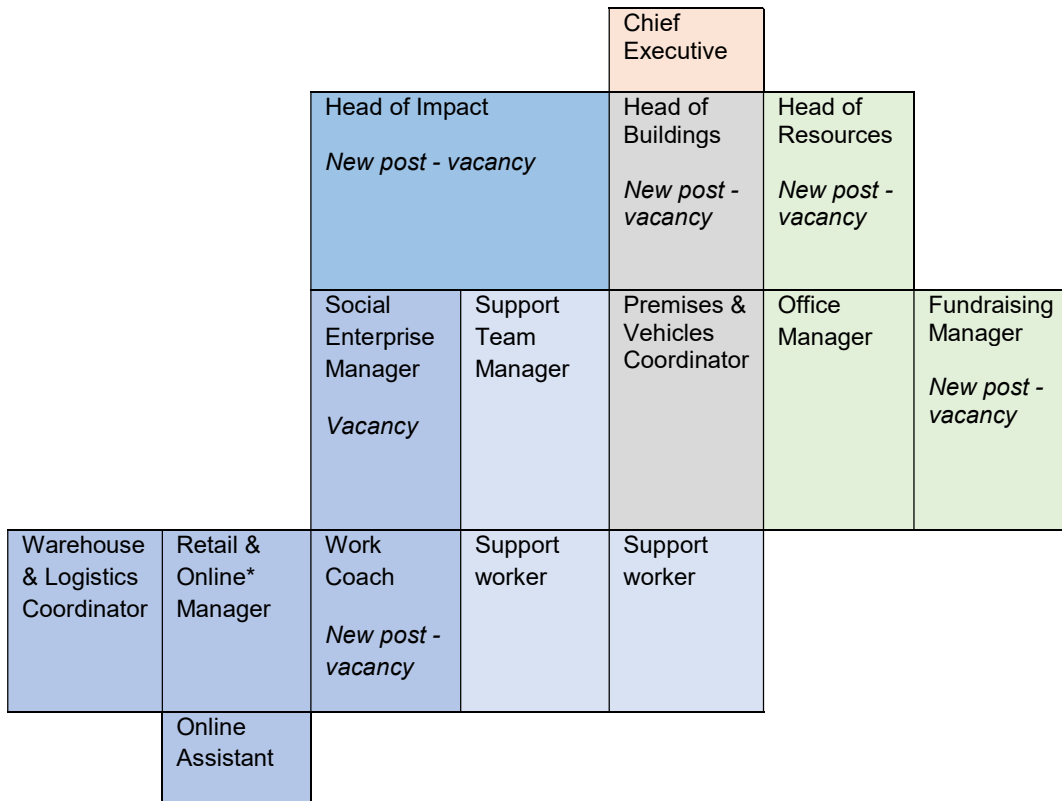 Chief
Executive
Head of Impact
New post - vacancy
Head of
Buildings
New post -
vacancy
Head of
Resources
New post -
vacancy
Social
Enterprise
Manager
Vacancy
Support
Team
Manager
Premises &
Vehicles
Coordinator
Office
Manager
Fundraising
Manager
New post -
vacancy
Warehouse
& Logistics
Coordinator
Retail &
Online*
Manager
Work
Coach
New post -
vacancy
Support
worker
Support
worker
Online
Assistant